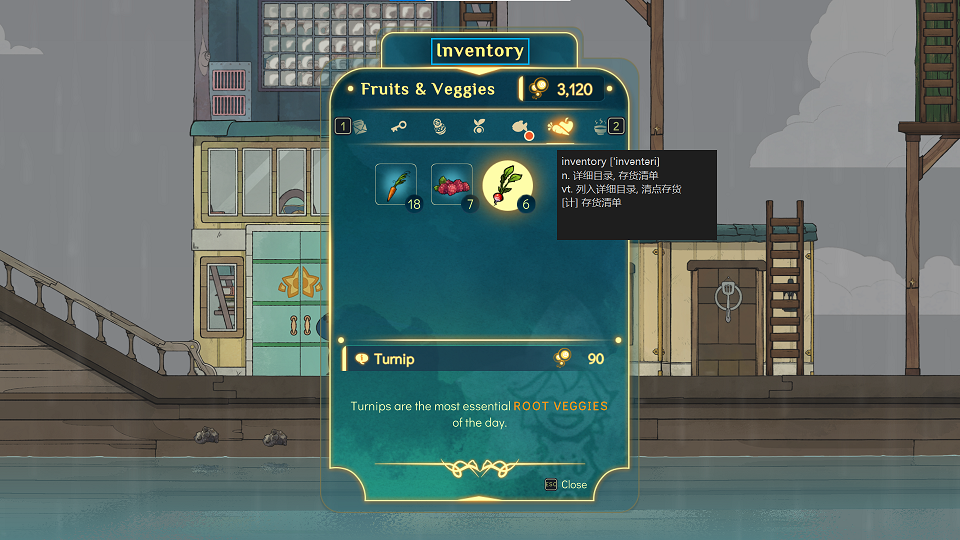 Inventory
Fruits & Veggies
3,120
1
2
inventory ['invəntəri]
n. 详细目录, 存货清单
vt. 列入详细目录, 清点存货
[计] 存货清单
18
7
6
Turnip
90
Turnips are the most essential ROOT VEGGIES
of the day.
ESC Close